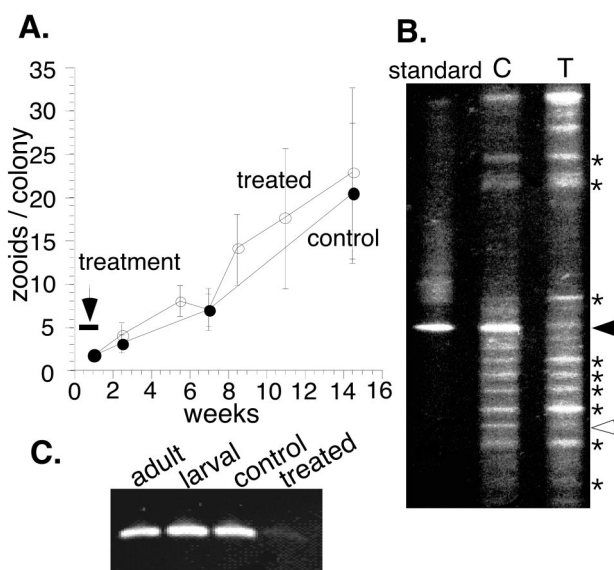 A.
35
30
25
20
15
10
5
0
zooids / colony
treated
control
treatment
0 2 4 6 8 10 12 14 16
weeks
B.
standard C T
*
*
*
*
*
*
*
*
*
C.
adult larval control treated